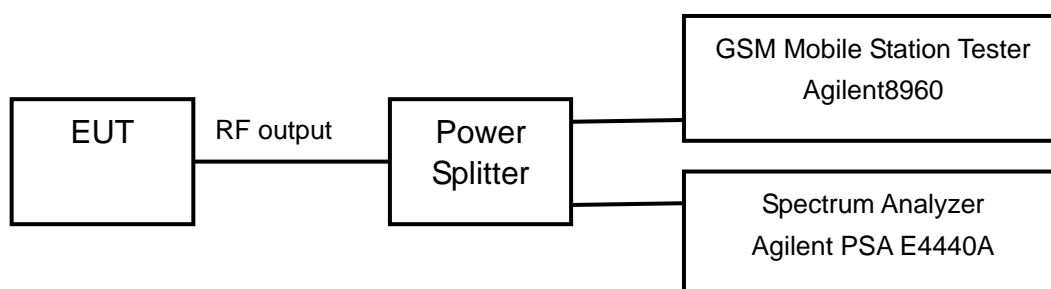 EUT
RF output
Power
Splitter
GSM Mobile Station Tester
Agilent8960
Spectrum Analyzer
Agilent PSA E4440A